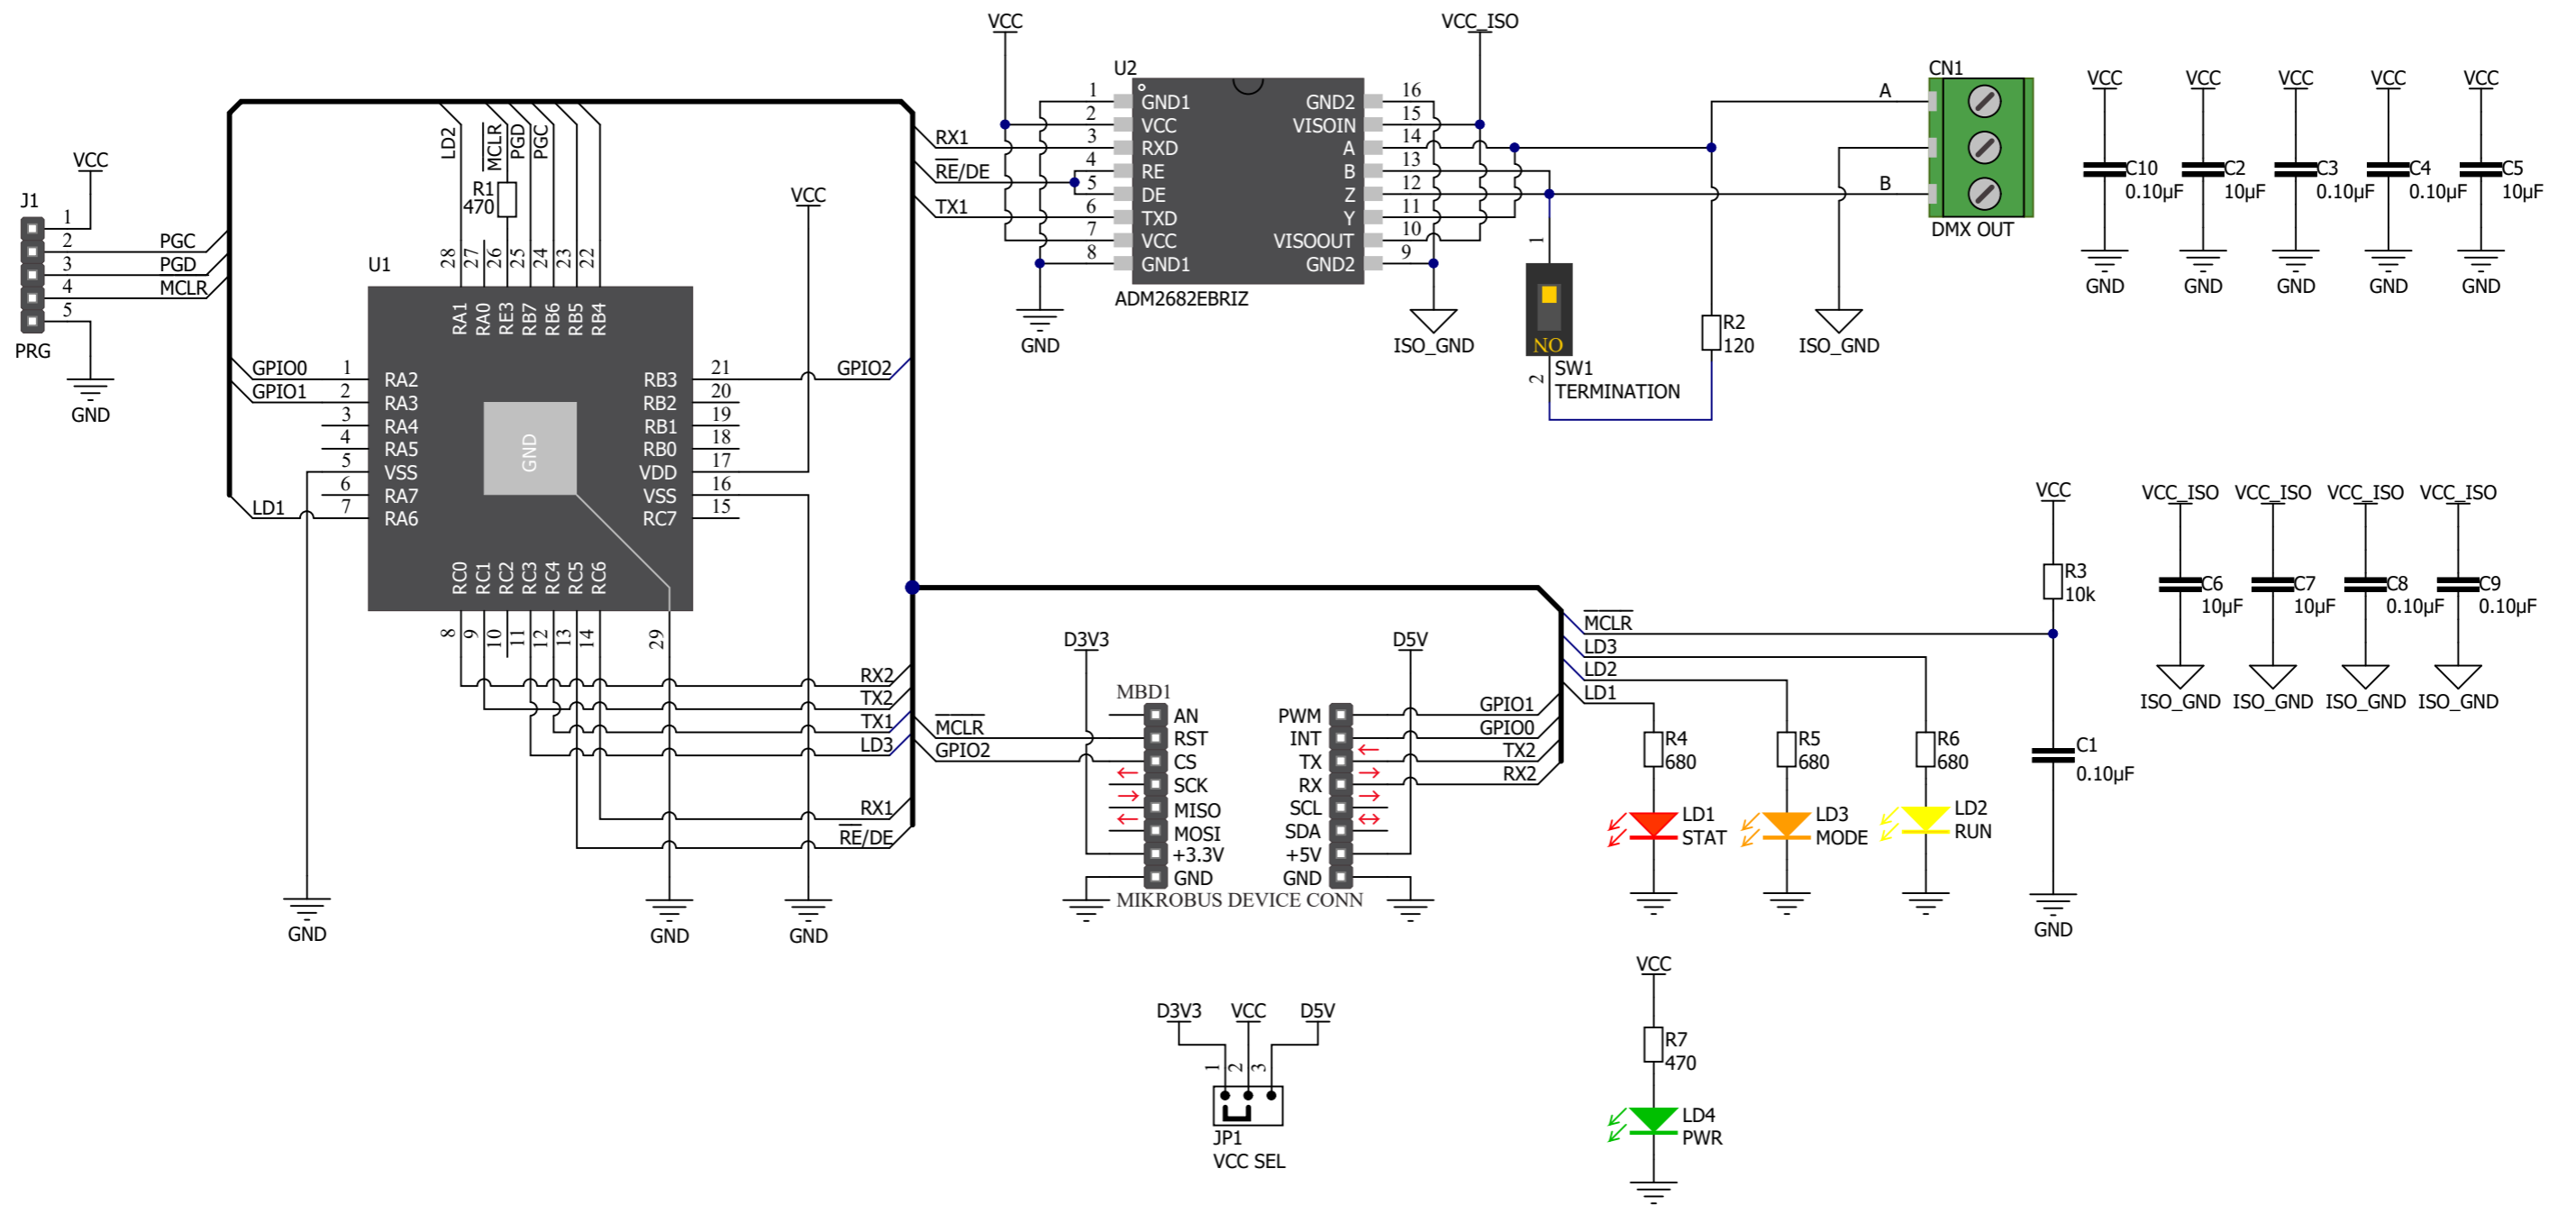 VCC
VCC_ISO
U2
1 GND1
2 VCC
3 RXD
4 RE
5 DE
6 TXD
7 VCC
8 GND1
GND2 16
VISOIN 15
A 14
B 13
Z 12
Y 11
VISOOUT 10
GND2 9
ADM2682EBRIZ
RX1
RE/DE
TX1
GND
ISO_GND
1
NO
2
SW1
TERMINATION
R2
120
ISO_GND
A
B
CN1
DMX OUT
VCC
C10
0.10µF
GND
VCC
C2
10µF
GND
VCC
C3
0.10µF
GND
VCC
C4
0.10µF
GND
VCC
C5
10µF
GND
J1
VCC
1
2 PGC
3 PGD
4 MCLR
5
PRG
GND
LD2
MCLR
PGD
PGC
R1
470
VCC
U1
28 27 26 25 24 23 22
RA1 RA0 RE3 RB7 RB6 RB5 RB4
GPIO0 1 RA2
GPIO1 2 RA3
3 RA4
4 RA5
5 VSS
6 RA7
LD1 7 RA6
GND
RB3 21 GPIO2
RB2 20
RB1 19
RB0 18
VDD 17
VSS 16
RC7 15
RC0 RC1 RC2 RC3 RC4 RC5 RC6
8 9 10 11 12 13 14 29
RX2
TX2
TX1
LD3
RX1
RE/DE
GND
GND
GND
MCLR
GPIO2
D3V3
MBD1
AN
RST
CS
SCK
MISO
MOSI
+3.3V
GND
D5V
PWM
INT
TX
RX
SCL
SDA
+5V
GND
MIKROBUS DEVICE CONN
GPIO1
GPIO0
TX2
RX2
MCLR
LD3
LD2
LD1
R4
680
LD1
STAT
R5
680
LD3
MODE
R6
680
LD2
RUN
VCC
R3
10k
C1
0.10µF
GND
VCC_ISO
C6
10µF
ISO_GND
VCC_ISO
C7
10µF
ISO_GND
VCC_ISO
C8
0.10µF
ISO_GND
VCC_ISO
C9
0.10µF
ISO_GND
D3V3 VCC D5V
1 2 3
JP1
VCC SEL
VCC
R7
470
LD4
PWR